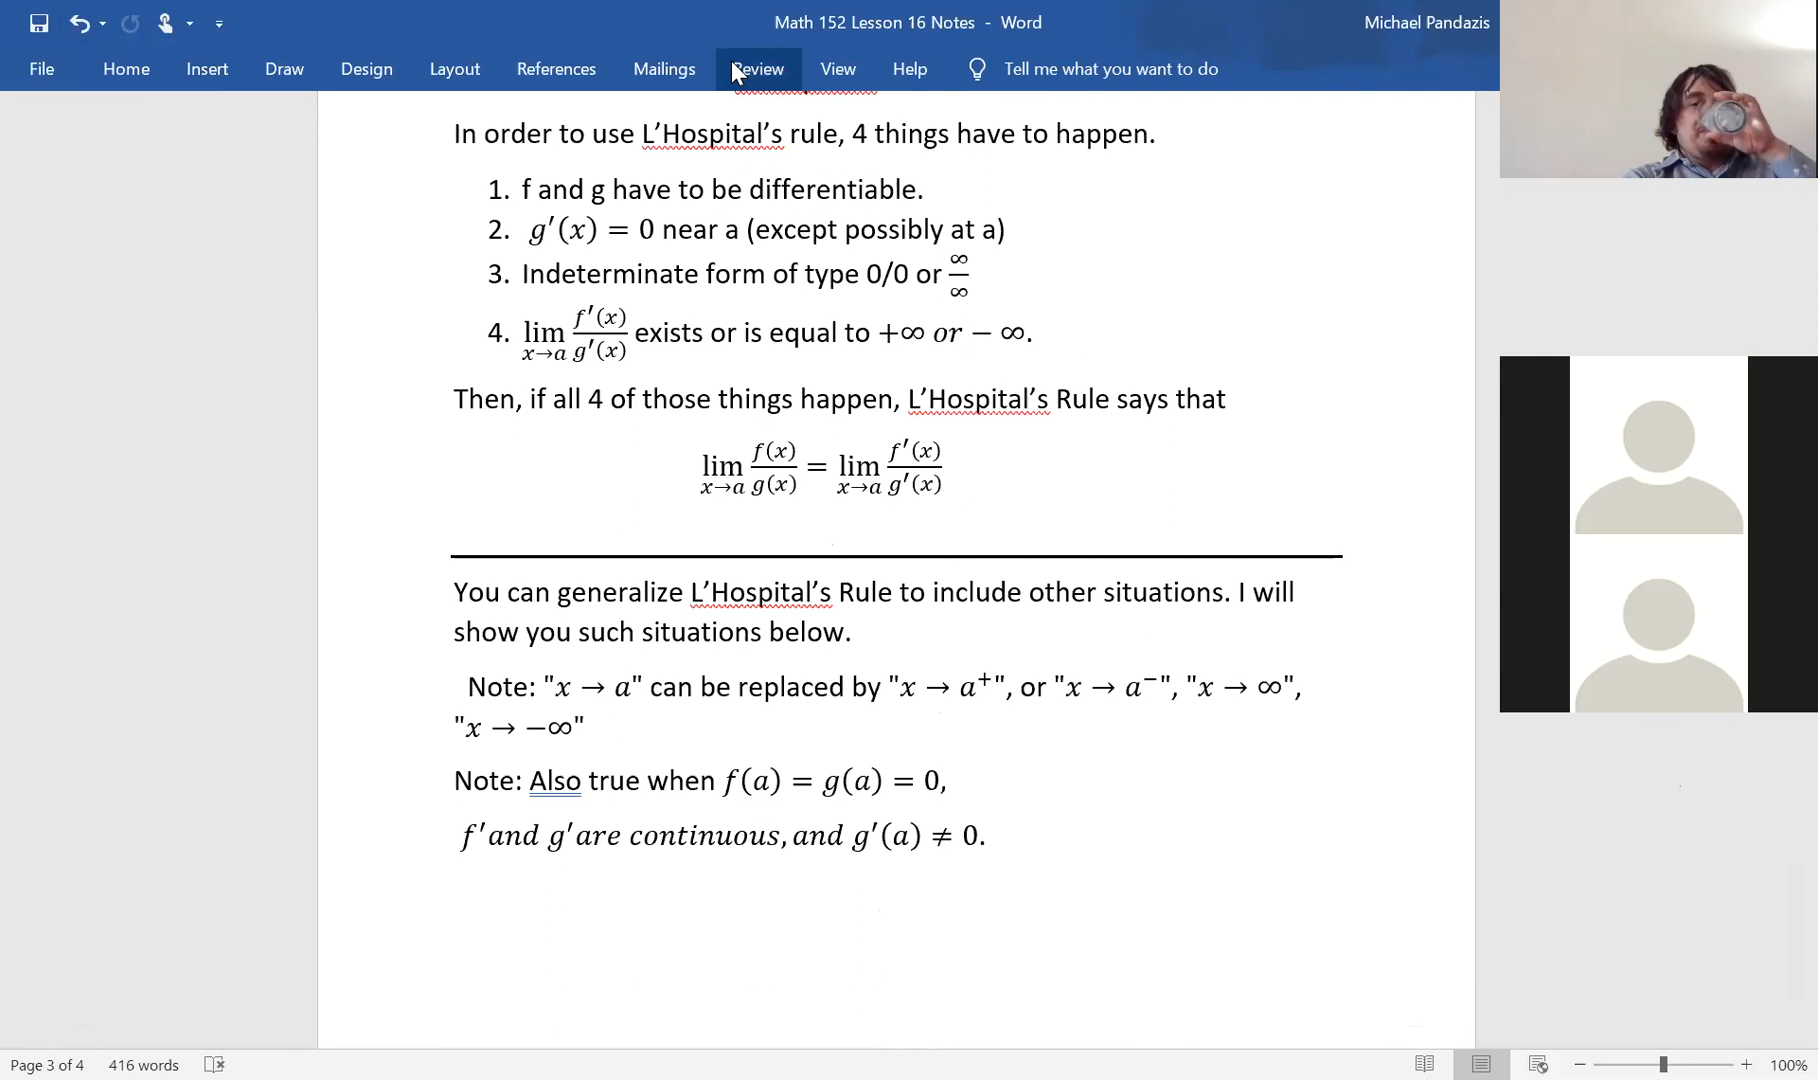 Math 152 Lesson 16 Notes - Word
Michael Pandazis
File Home Insert Draw Design Layout References Mailings Review View Help Tell me what you want to do
In order to use L’Hospital’s rule, 4 things have to happen.
1. f and g have to be differentiable.
2. g′(x) = 0 near a (except possibly at a)
3. Indeterminate form of type 0/0 or ∞/∞
4. lim x→a f′(x)/g′(x) exists or is equal to +∞ or − ∞.
Then, if all 4 of those things happen, L’Hospital’s Rule says that
lim x→a f(x)/g(x) = lim x→a f′(x)/g′(x)
You can generalize L’Hospital’s Rule to include other situations. I will
show you such situations below.
Note: "x → a" can be replaced by "x → a⁺", or "x → a⁻", "x → ∞",
"x → −∞"
Note: Also true when f(a) = g(a) = 0,
f′and g′are continuous, and g′(a) ≠ 0.
Page 3 of 4 416 words 100%